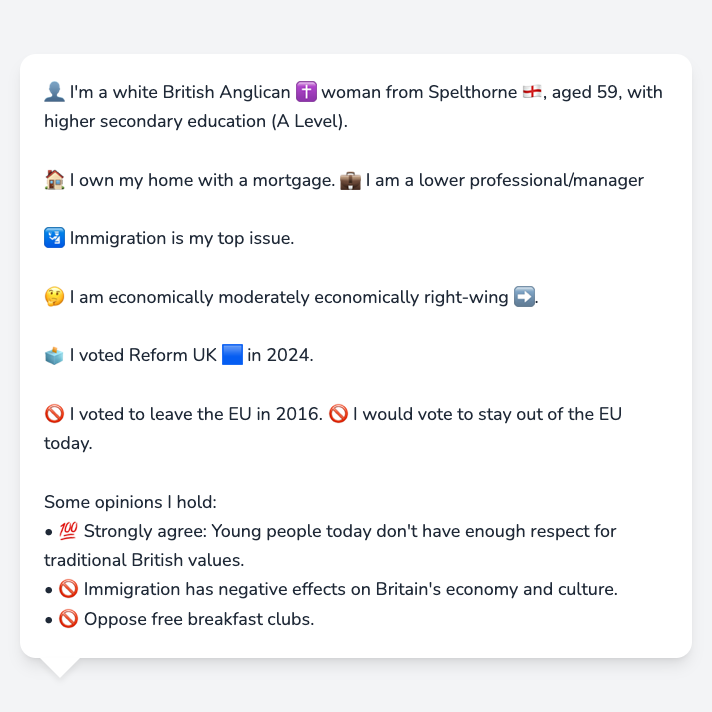 👤 I'm a white British Anglican ✝️ woman from Spelthorne 🏴󠁧󠁢󠁥󠁮󠁧󠁿, aged 59, with
higher secondary education (A Level).
🏠 I own my home with a mortgage. 💼 I am a lower professional/manager
🛂 Immigration is my top issue.
🤔 I am economically moderately economically right-wing ➡️.
🗳️ I voted Reform UK 🟦 in 2024.
🚫 I voted to leave the EU in 2016. 🚫 I would vote to stay out of the EU
today.
Some opinions I hold:
• 💯 Strongly agree: Young people today don't have enough respect for
traditional British values.
• 🚫 Immigration has negative effects on Britain's economy and culture.
• 🚫 Oppose free breakfast clubs.